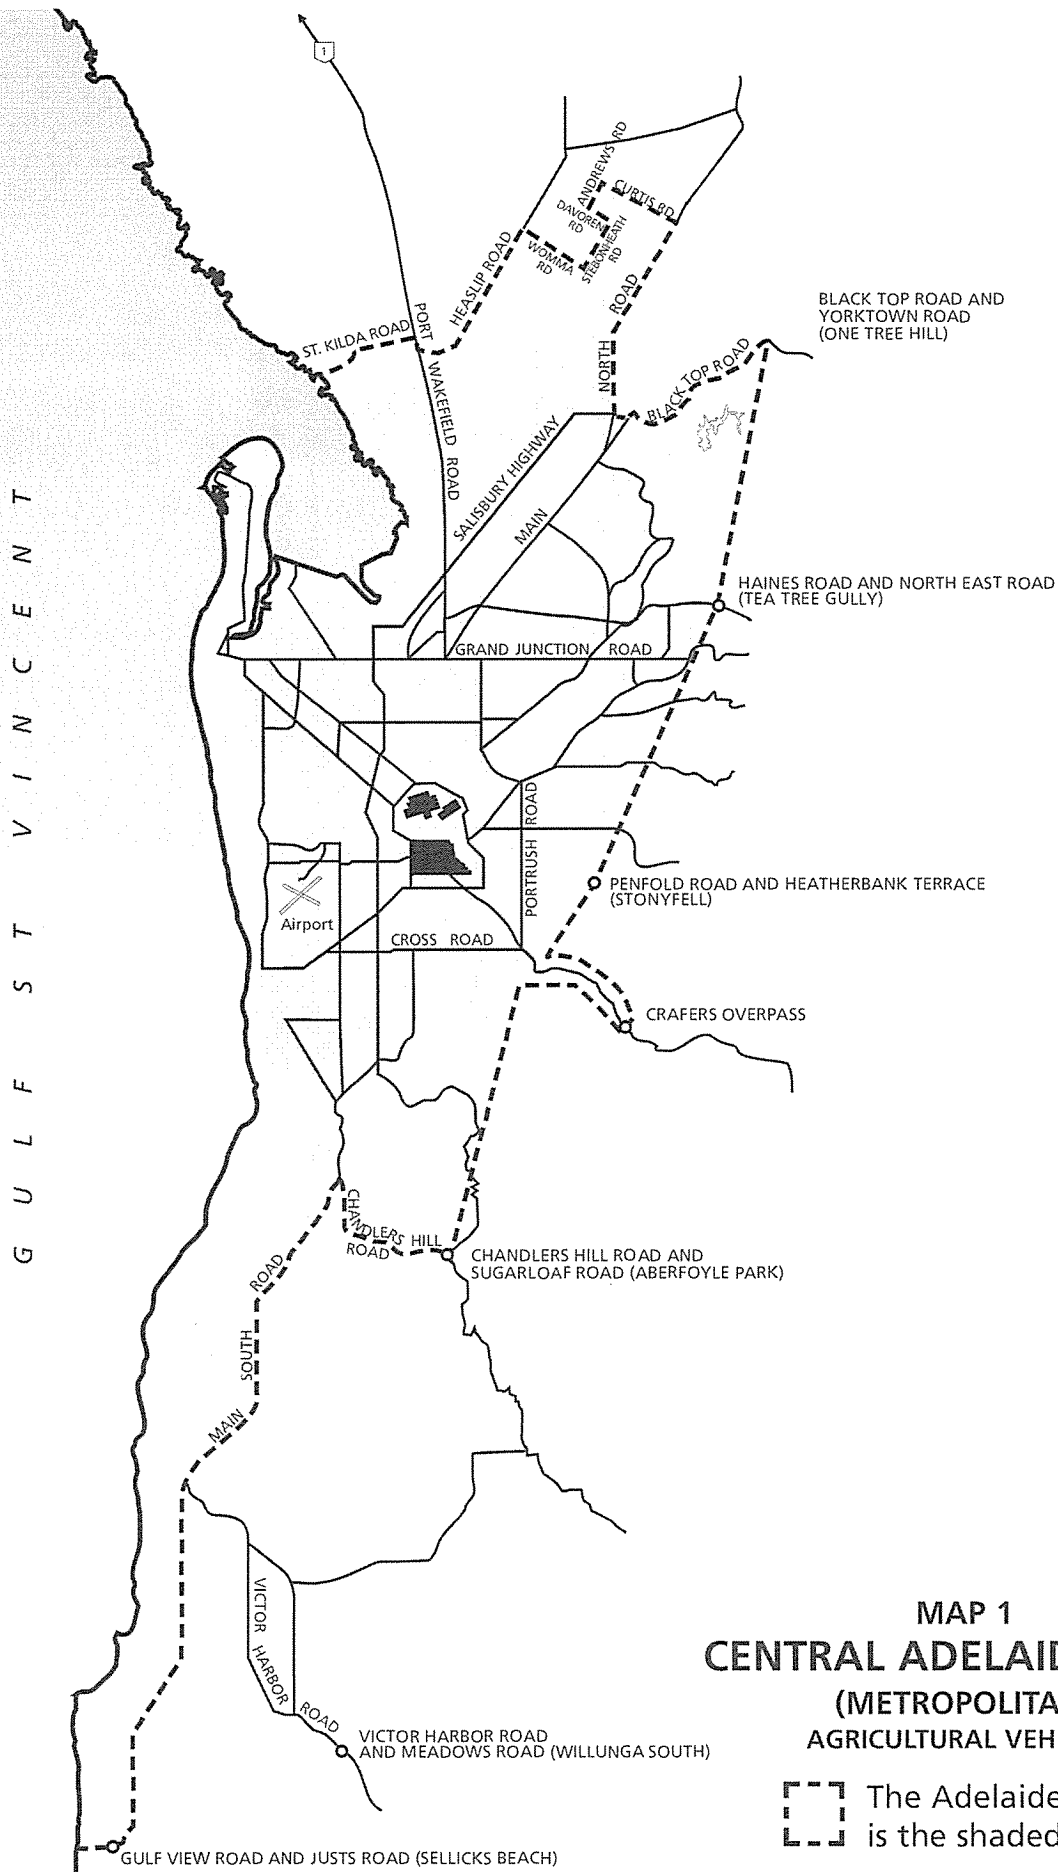 1
ANDREWS RD
CURTIS RD
DAVOREN
RD
STEBONHEATH
RD
WOMMA
RD
HEASLIP ROAD
ST. KILDA ROAD
PORT WAKEFIELD ROAD
NORTH ROAD
BLACK TOP ROAD
BLACK TOP ROAD AND
YORKTOWN ROAD
(ONE TREE HILL)
SALISBURY HIGHWAY
MAIN
HAINES ROAD AND NORTH EAST ROAD
(TEA TREE GULLY)
GRAND JUNCTION ROAD
GULF ST VINCENT
PORTRUSH ROAD
PENFOLD ROAD AND HEATHERBANK TERRACE
(STONYFELL)
Airport
CROSS ROAD
CRAFERS OVERPASS
CHANDLERS HILL
ROAD
CHANDLERS HILL ROAD AND
SUGARLOAF ROAD (ABERFOYLE PARK)
MAIN SOUTH ROAD
VICTOR HARBOR ROAD
VICTOR HARBOR ROAD
AND MEADOWS ROAD (WILLUNGA SOUTH)
GULF VIEW ROAD AND JUSTS ROAD (SELLICKS BEACH)
MAP 1
CENTRAL ADELAID
(METROPOLITA
AGRICULTURAL VEH
The Adelaide
is the shaded